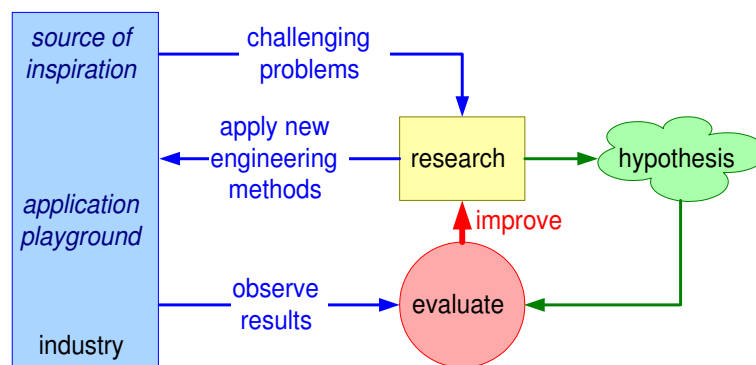 source of
inspiration
challenging
problems
apply new
engineering
methods
research
hypothesis
application
playground
improve
observe
results
evaluate
industry